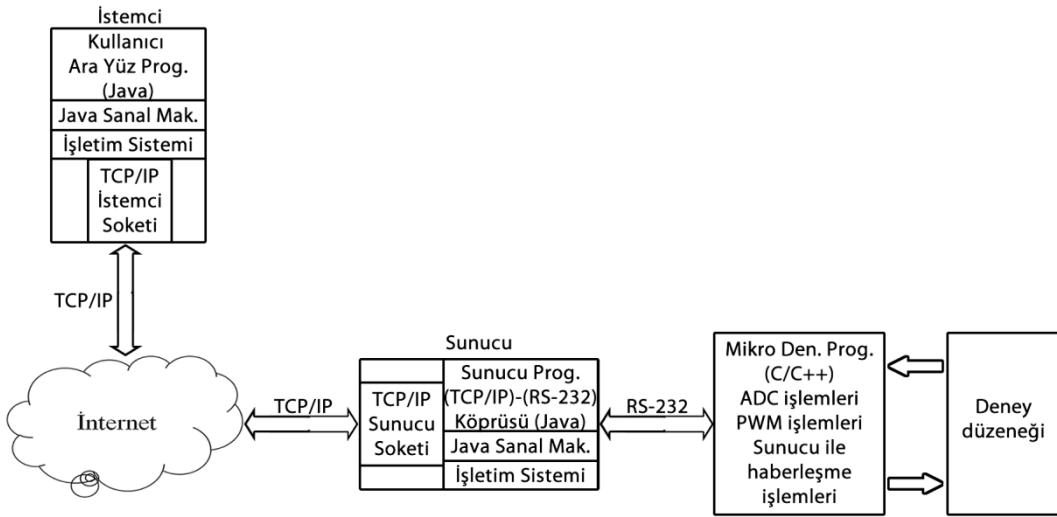 İstemci
Kullanıcı
Ara Yüz Prog.
(Java)
Java Sanal Mak.
İşletim Sistemi
TCP/IP
İstemci
Soketi
TCP/IP
İnternet
TCP/IP
Sunucu
TCP/IP
Sunucu
Soketi
Sunucu Prog.
(TCP/IP)-(RS-232)
Köprüsü (Java)
Java Sanal Mak.
İşletim Sistemi
RS-232
Mikro Den. Prog.
(C/C++)
ADC işlemleri
PWM işlemleri
Sunucu ile
haberleşme
işlemleri
Deney
düzeneği